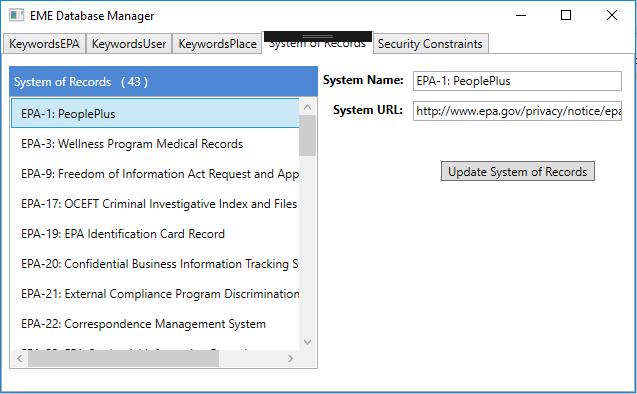 EME Database Manager
KeywordsEPA KeywordsUser KeywordsPlace System of Records Security Constraints
System of Records ( 43 )
System Name: EPA-1: PeoplePlus
System URL: http://www.epa.gov/privacy/notice/epa
Update System of Records
EPA-1: PeoplePlus
EPA-3: Wellness Program Medical Records
EPA-9: Freedom of Information Act Request and App
EPA-17: OCEFT Criminal Investigative Index and Files
EPA-19: EPA Identification Card Record
EPA-20: Confidential Business Information Tracking S
EPA-21: External Compliance Program Discrimination
EPA-22: Correspondence Management System